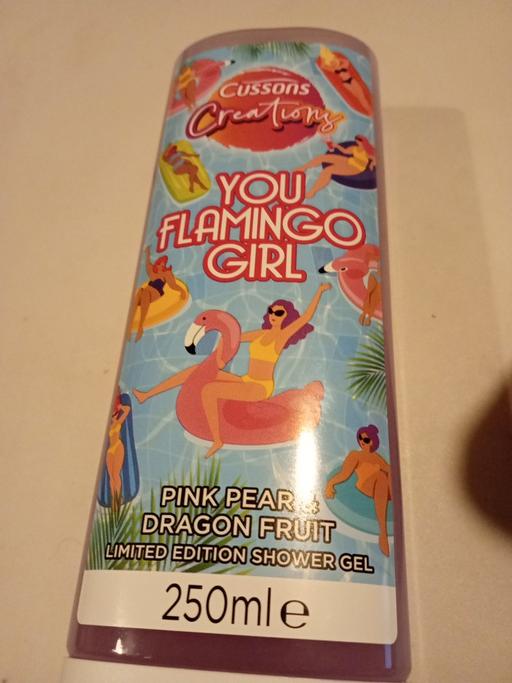 Cussons
Creations
YOU
FLAMINGO
GIRL
PINK PEAR &
DRAGON FRUIT
LIMITED EDITION SHOWER GEL
250ml e